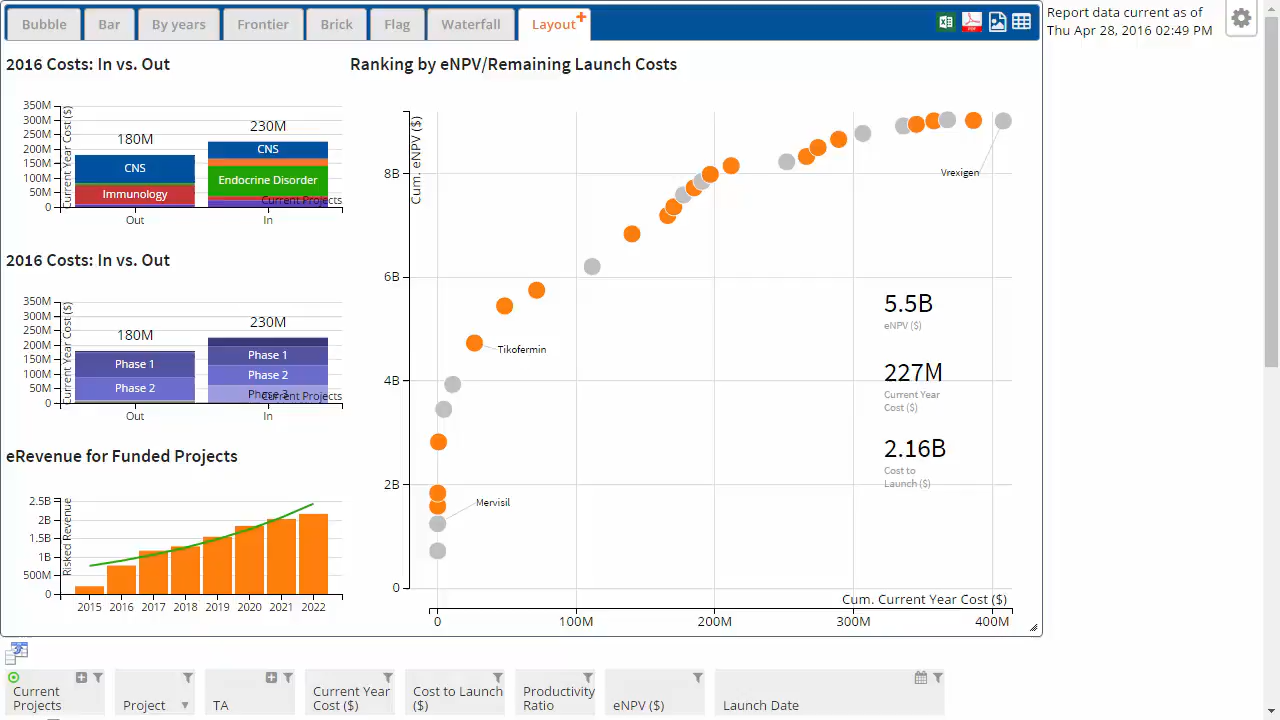 Bubble
Bar
By years
Frontier
Brick
Flag
Waterfall
Layout
Report data current as of
Thu Apr 28, 2016 02:49 PM
2016 Costs: In vs. Out
350M
300M
250M
200M
150M
100M
50M
0
Current Year Cost ($)
180M
230M
CNS
CNS
Immunology
Endocrine Disorder
Current Projects
Out
In
2016 Costs: In vs. Out
350M
300M
250M
200M
150M
100M
50M
0
Current Year Cost ($)
180M
230M
Phase 1
Phase 2
Phase 1
Phase 2
Phase 3
Current Projects
Out
In
eRevenue for Funded Projects
2.5B
2B
1.5B
1B
500M
0
Risked Revenue
2015 2016 2017 2018 2019 2020 2021 2022
Ranking by eNPV/Remaining Launch Costs
Cum. eNPV ($)
8B
6B
4B
2B
0
Vrexigen
Tikofermin
Mervisil
5.5B
eNPV ($)
227M
Current Year
Cost ($)
2.16B
Cost to
Launch ($)
Cum. Current Year Cost ($)
0 100M 200M 300M 400M
Current
Projects
Project
TA
Current Year
Cost ($)
Cost to Launch
($)
Productivity
Ratio
eNPV ($)
Launch Date